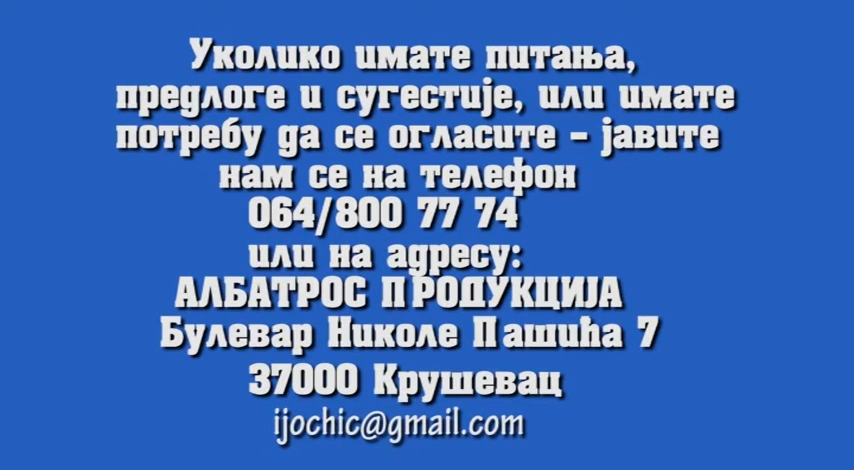 Уколико имате питања,
предлоге и сугестије, или имате
потребу да се огласите - јавите
нам се на телефон
064/800 77 74
или на адресу:
АЛБАТРОС ПРОДУКЦИЈА
Булевар Николе Пашића 7
37000 Крушевац
ijochic@gmail.com